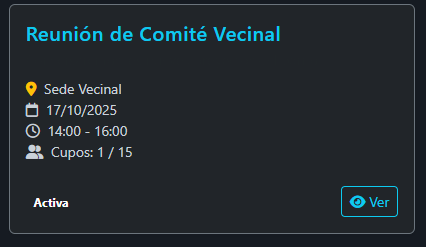 Reunión de Comité Vecinal
Sede Vecinal
17/10/2025
14:00 - 16:00
Cupos: 1 / 15
Activa
Ver